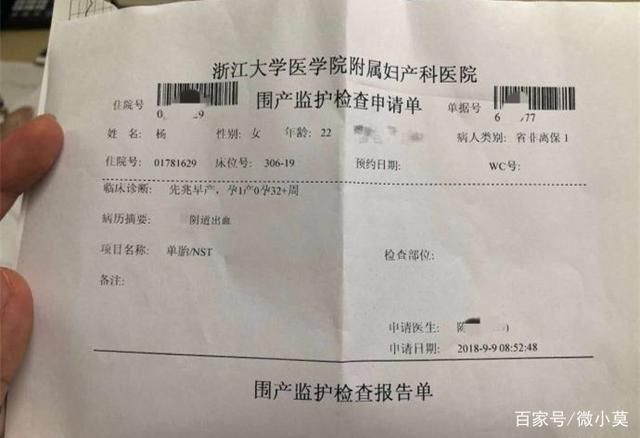 浙江大学医学院附属妇产科医院
围产监护检查申请单
住院号 0 9
单据号 6 77
姓名: 杨 性别: 女 年龄: 22 病人类别: 省非离保1
住院号: 01781629 床位号: 306-19 预约日期: WC号:
临床诊断: 先兆早产,孕1产0孕32+周
病历摘要: 阴道出血
项目名称: 单胎/NST
检查部位:
备注:
申请医生: 陈 )
申请日期: 2018-9-9 08:52:48
围产监护检查报告单
百家号/微小莫